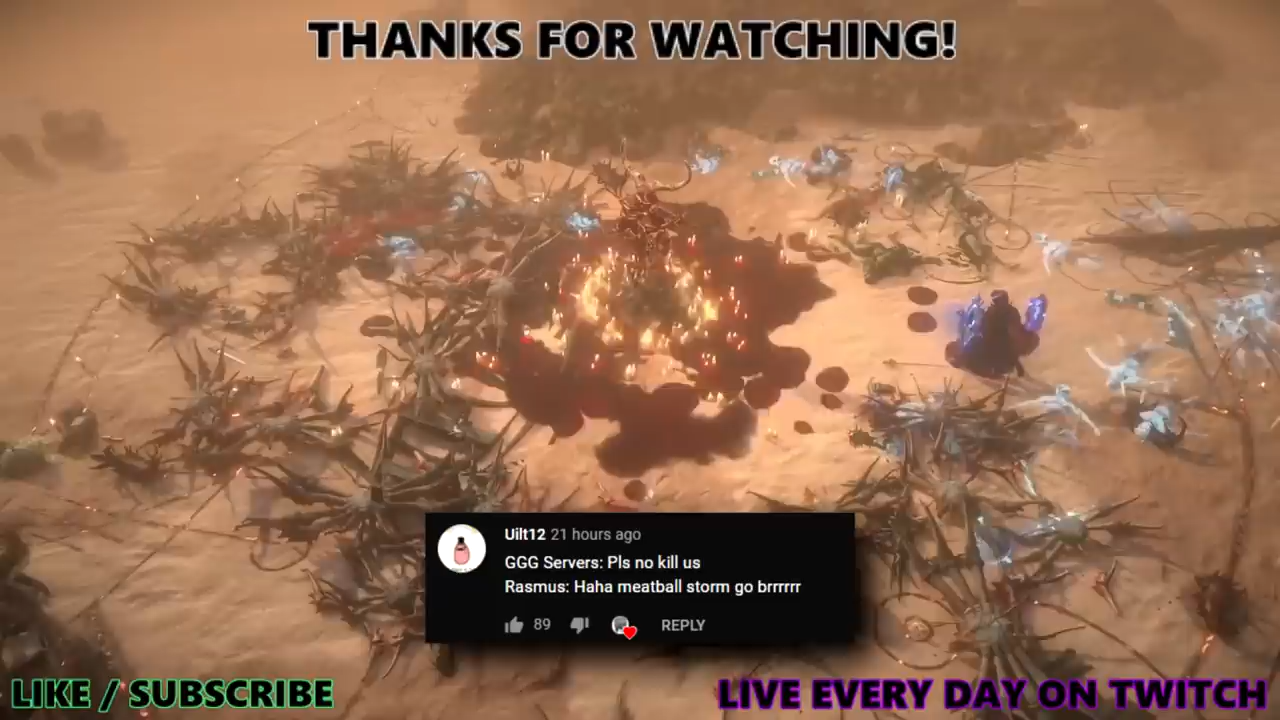 THANKS FOR WATCHING!
Uilt12 21 hours ago
GGG Servers: Pls no kill us
Rasmus: Haha meatball storm go brrrrrr
89 REPLY
LIKE / SUBSCRIBE
LIVE EVERY DAY ON TWITCH